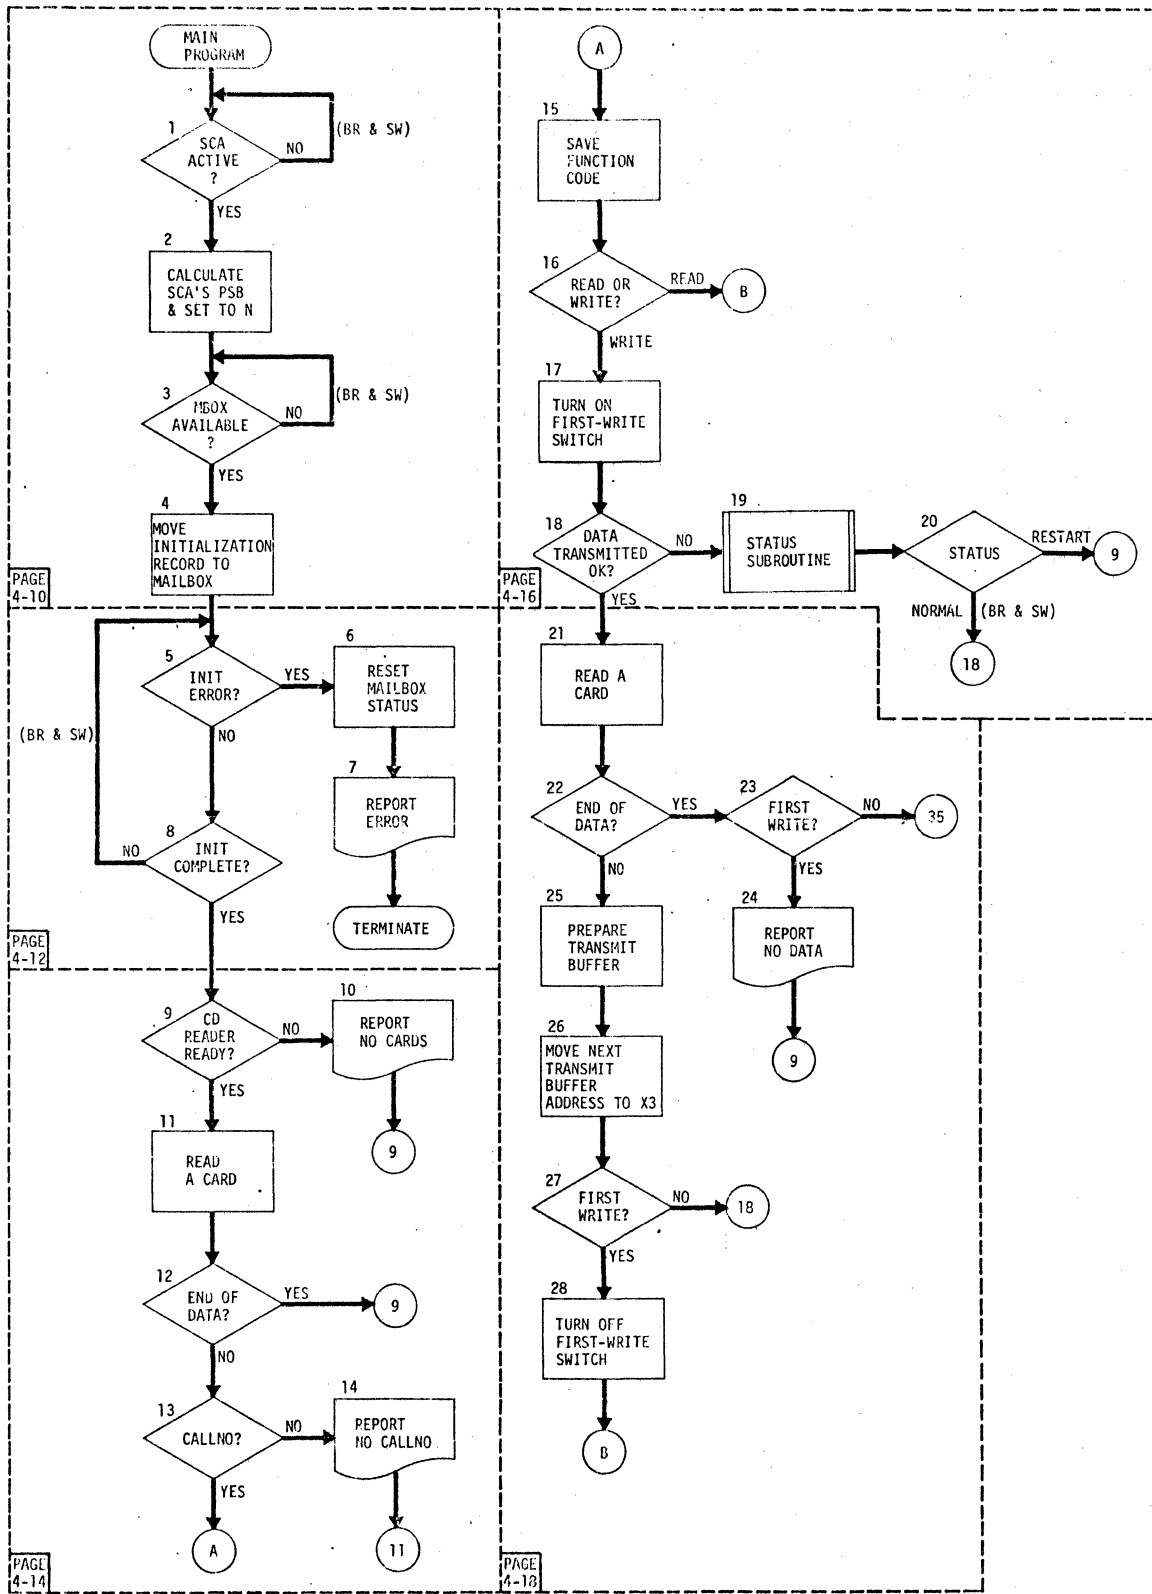 MAIN
PROGRAM
(BR & SW)
1
SCA
ACTIVE
?
NO
YES
2
CALCULATE
SCA'S PSB
& SET TO N
(BR & SW)
3
MBOX
AVAILABLE
?
NO
YES
4
MOVE
INITIALIZATION
RECORD TO
MAILBOX
PAGE
4-10
5
INIT
ERROR?
YES
NO
(BR & SW)
6
RESET
MAILBOX
STATUS
7
REPORT
ERROR
TERMINATE
8
INIT
COMPLETE?
NO
YES
PAGE
4-12
9
CD
READER
READY?
NO
YES
10
REPORT
NO CARDS
9
11
READ
A CARD
12
END OF
DATA?
YES
9
NO
13
CALLNO?
NO
YES
14
REPORT
NO CALLNO
11
A
PAGE
4-14
A
15
SAVE
FUNCTION
CODE
16
READ OR
WRITE?
READ
B
WRITE
17
TURN ON
FIRST-WRITE
SWITCH
18
DATA
TRANSMITTED
OK?
NO
YES
19
STATUS
SUBROUTINE
20
STATUS
RESTART
9
NORMAL (BR & SW)
18
PAGE
4-16
21
READ A
CARD
22
END OF
DATA?
YES
NO
23
FIRST
WRITE?
NO
35
YES
24
REPORT
NO DATA
9
25
PREPARE
TRANSMIT
BUFFER
26
MOVE NEXT
TRANSMIT
BUFFER
ADDRESS TO X3
27
FIRST
WRITE?
NO
18
YES
28
TURN OFF
FIRST-WRITE
SWITCH
B
PAGE
4-18